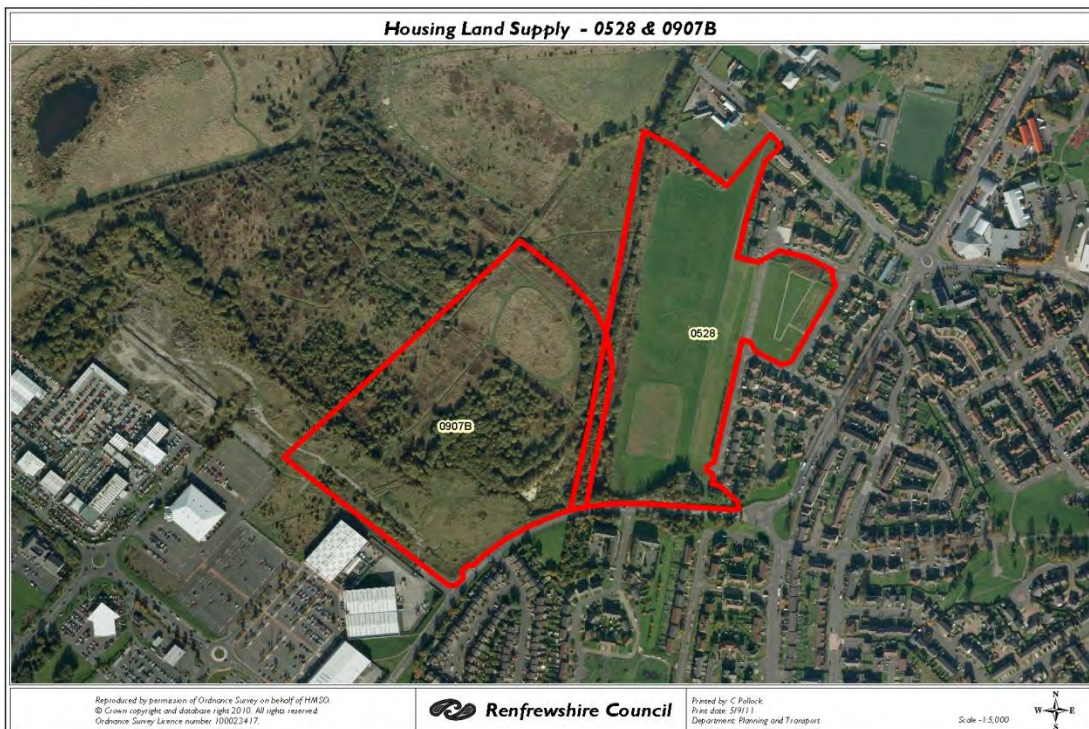 Housing Land Supply - 0528 & 0907B
0528
0907B
Reproduced by permission of Ordnance Survey on behalf of HMSO.
© Crown copyright and database right 2010. All rights reserved.
Ordnance Survey Licence number 100023417.
Renfrewshire Council
Printed by: C Pollock
Print date: 5/9/11
Department: Planning and Transport
Scale -1:5,000
N
W E
S